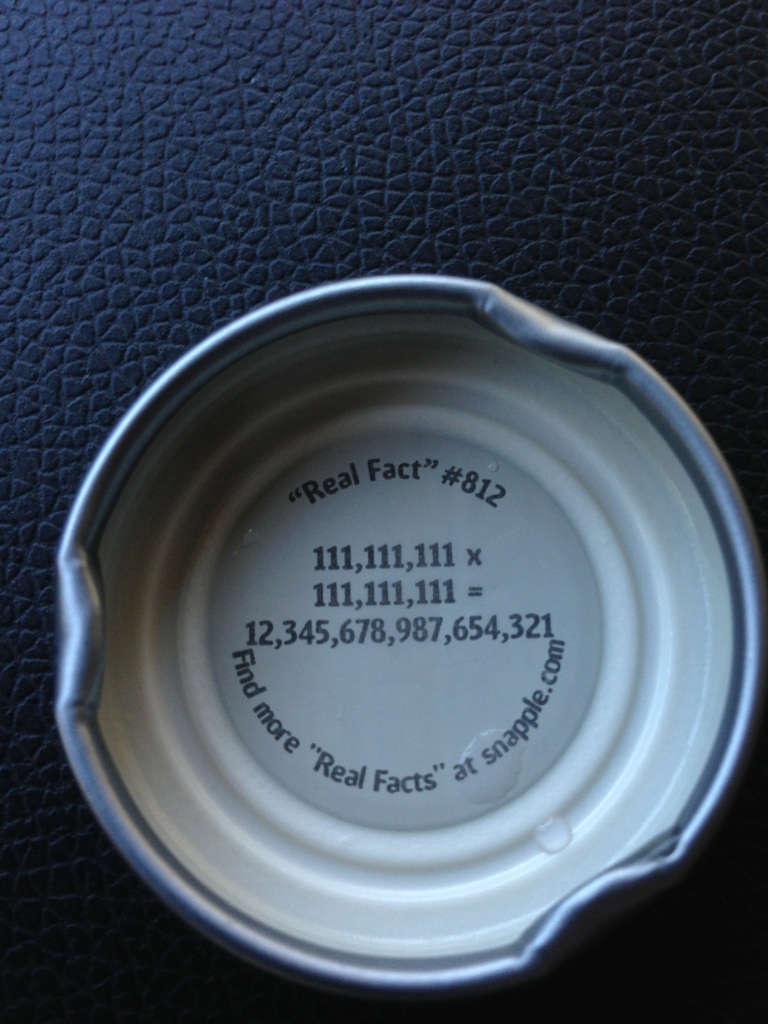 “Real Fact” #812
111,111,111 x
111,111,111 =
12,345,678,987,654,321
Find more "Real Facts" at snapple.com